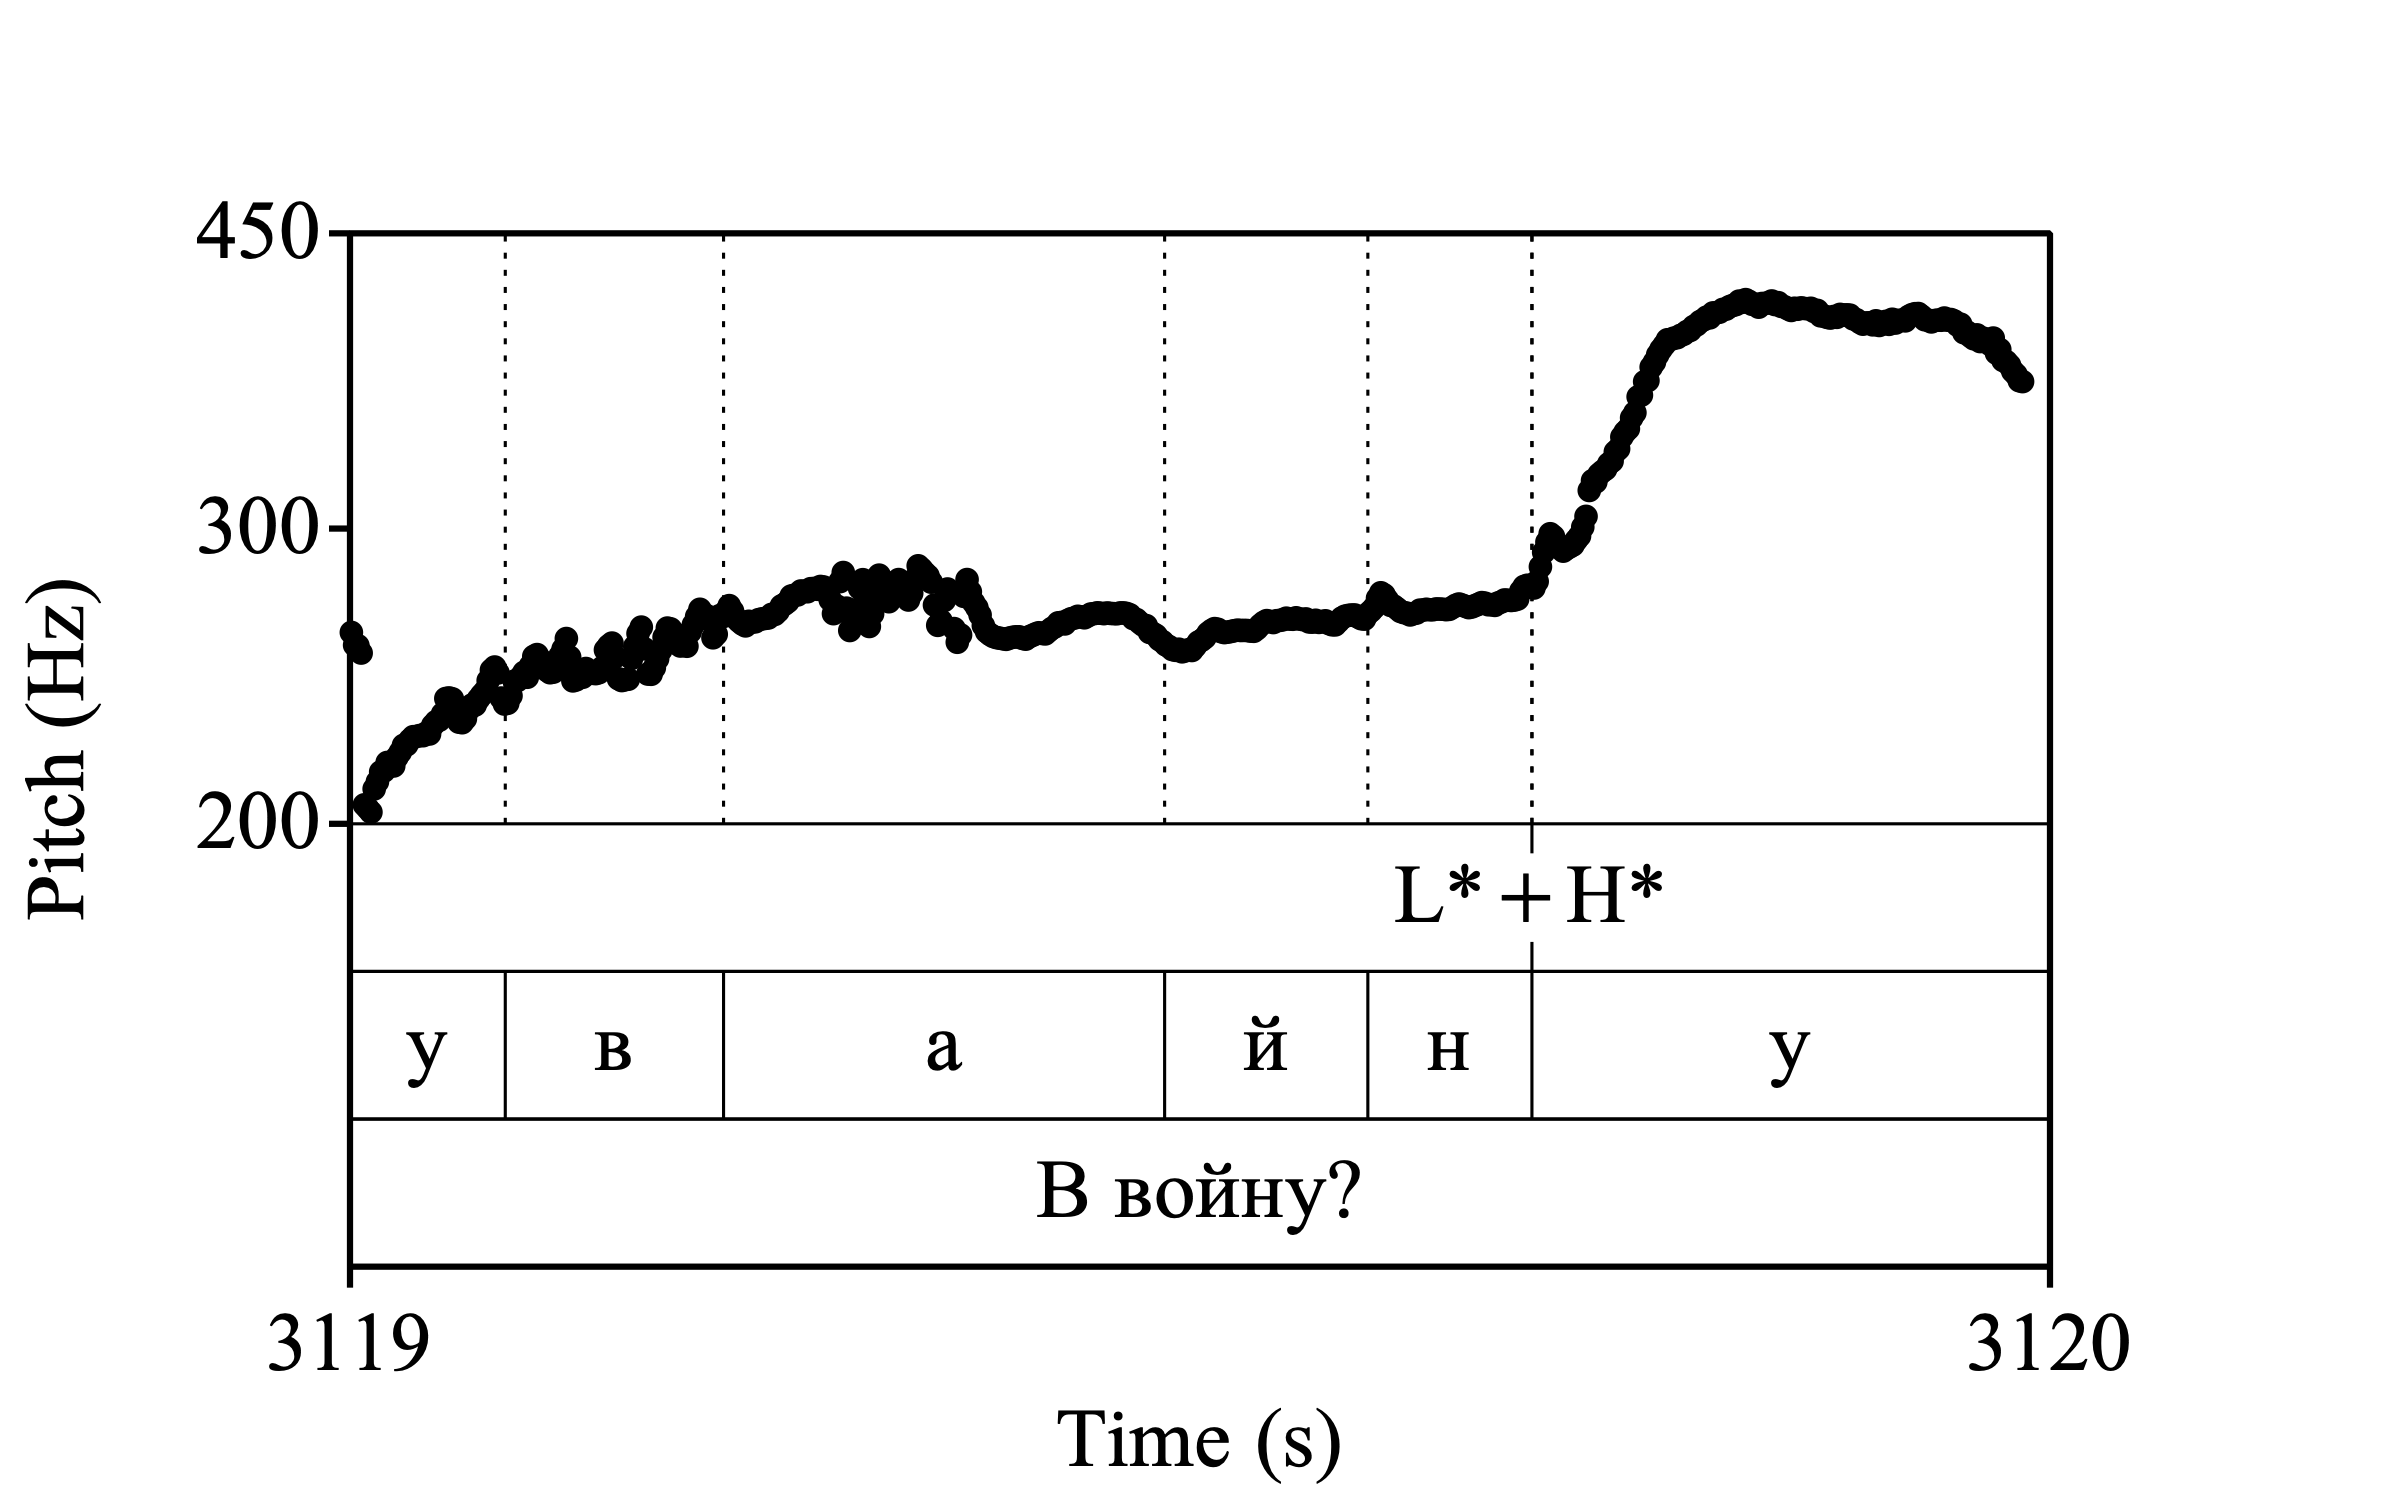 450
300
200
Pitch (Hz)
L*+H*
у в а й н у
В войну?
3119 3120
Time (s)